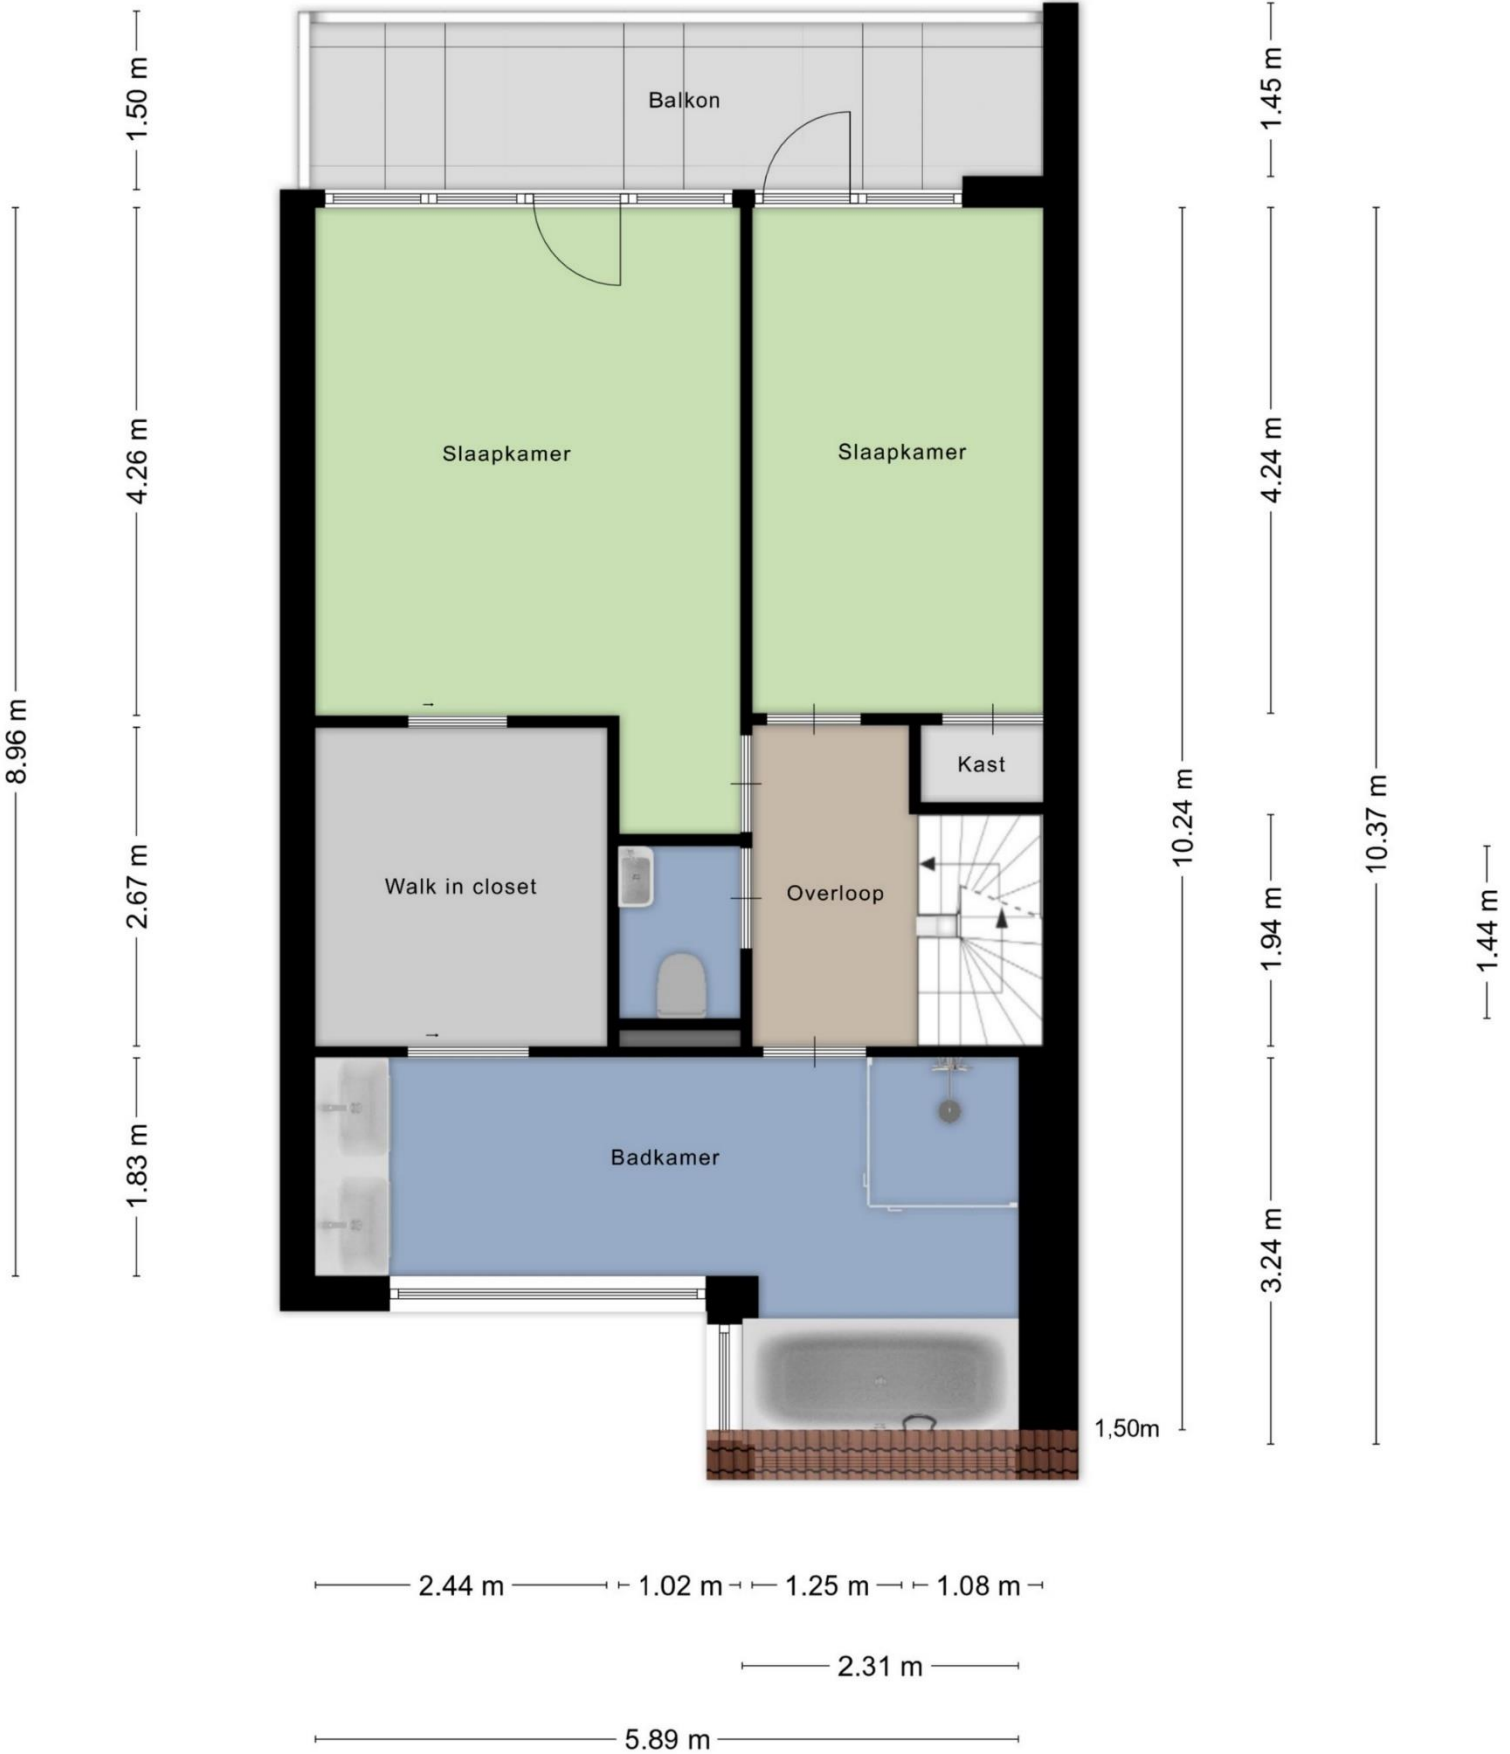 1.50 m
1.45 m
Balkon
Slaapkamer
Slaapkamer
4.26 m
4.24 m
8.96 m
Kast
10.24 m
10.37 m
Walk in closet
Overloop
2.67 m
1.94 m
1.44 m
Badkamer
1.83 m
3.24 m
1,50m
2.44 m
1.02 m
1.25 m
1.08 m
2.31 m
5.89 m